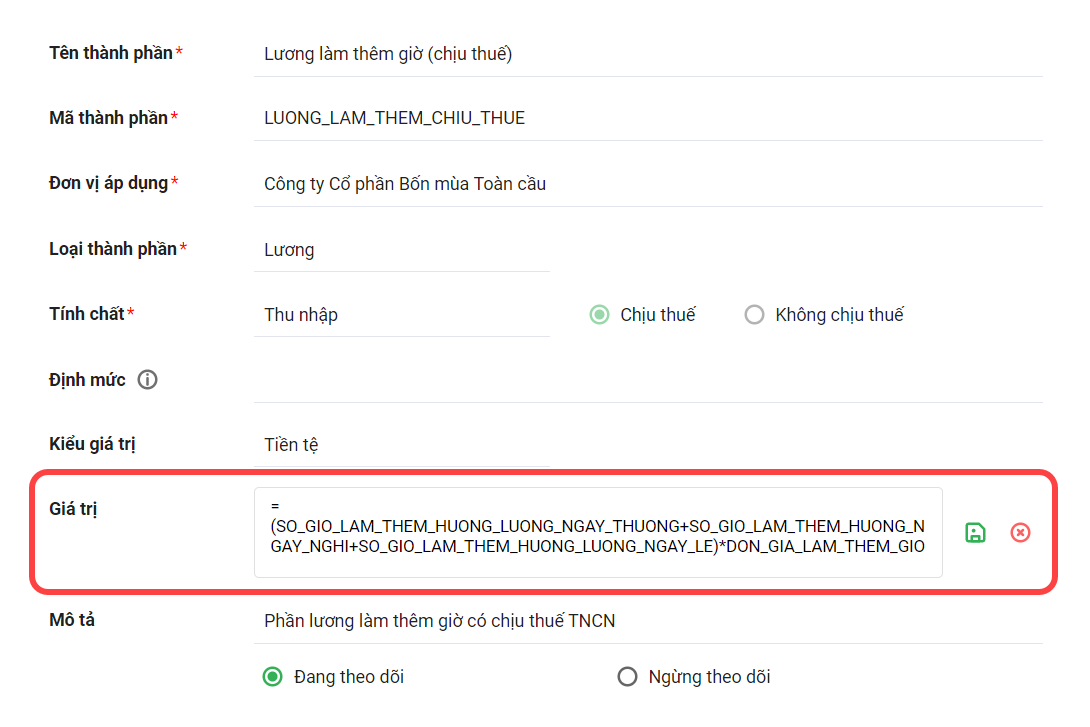 Tên thành phần* Lương làm thêm giờ (chịu thuế)
Mã thành phần* LUONG_LAM_THEM_CHIU_THUE
Đơn vị áp dụng* Công ty Cổ phần Bốn mùa Toàn cầu
Loại thành phần* Lương
Tính chất* Thu nhập Chịu thuế Không chịu thuế
Định mức
Kiểu giá trị Tiền tệ
Giá trị =
(SO_GIO_LAM_THEM_HUONG_LUONG_NGAY_THUONG+SO_GIO_LAM_THEM_HUONG_N
GAY_NGHI+SO_GIO_LAM_THEM_HUONG_LUONG_NGAY_LE)*DON_GIA_LAM_THEM_GIO
Mô tả Phần lương làm thêm giờ có chịu thuế TNCN
Đang theo dõi Ngừng theo dõi